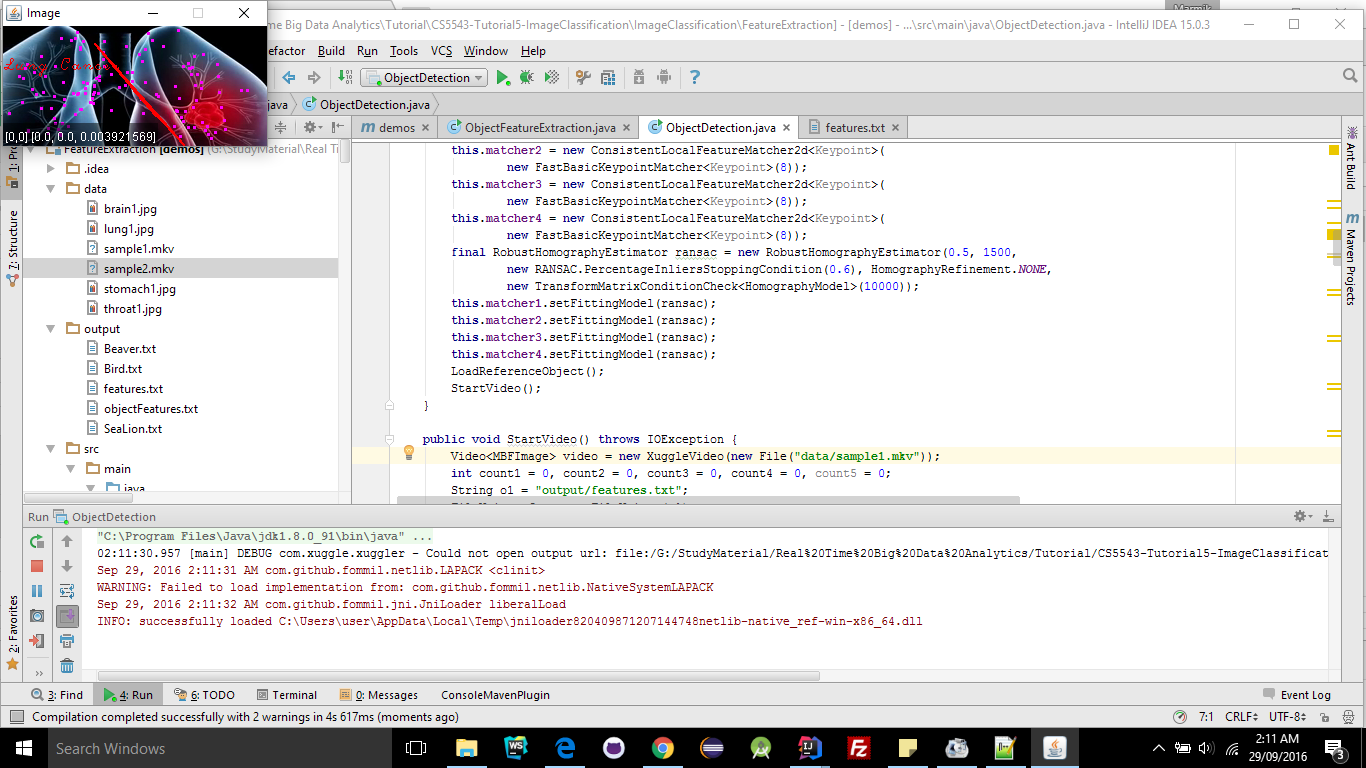 Image
me Big Data Analytics\Tutorial\CS5543-Tutorial5-ImageClassification\ImageClassification\FeatureExtraction] - [demos] - ...\src\main\java\ObjectDetection.java - IntelliJ IDEA 15.0.3
efactor Build Run Tools VCS Window Help
Lung Cancer
ObjectDetection
java ObjectDetection.java
[0,0] [0.0, 0.0, 0.003921569]
demos ObjectFeatureExtraction.java ObjectDetection.java features.txt
FeatureExtraction [demos] (G:\StudyMaterial\Real Ti
.idea
data
brain1.jpg
lung1.jpg
sample1.mkv
sample2.mkv
stomach1.jpg
throat1.jpg
output
Beaver.txt
Bird.txt
features.txt
objectFeatures.txt
SeaLion.txt
src
main
java
1: Pro
7: Structure
2: Favorites
this.matcher2 = new ConsistentLocalFeatureMatcher2d<Keypoint>(
new FastBasicKeypointMatcher<Keypoint>(8));
this.matcher3 = new ConsistentLocalFeatureMatcher2d<Keypoint>(
new FastBasicKeypointMatcher<Keypoint>(8));
this.matcher4 = new ConsistentLocalFeatureMatcher2d<Keypoint>(
new FastBasicKeypointMatcher<Keypoint>(8));
final RobustHomographyEstimator ransac = new RobustHomographyEstimator(0.5, 1500,
new RANSAC.PercentageInliersStoppingCondition(0.6), HomographyRefinement.NONE,
new TransformMatrixConditionCheck<HomographyModel>(10000));
this.matcher1.setFittingModel(ransac);
this.matcher2.setFittingModel(ransac);
this.matcher3.setFittingModel(ransac);
this.matcher4.setFittingModel(ransac);
LoadReferenceObject();
StartVideo();
}
public void StartVideo() throws IOException {
Video<MBFImage> video = new XuggleVideo(new File("data/sample1.mkv"));
int count1 = 0, count2 = 0, count3 = 0, count4 = 0, count5 = 0;
String o1 = "output/features.txt";
Ant Build
Maven Projects
Run ObjectDetection
"C:\Program Files\Java\jdk1.8.0_91\bin\java" ...
02:11:30.957 [main] DEBUG com.xuggle.xuggler - Could not open output url: file:/G:/StudyMaterial/Real%20Time%20Big%20Data%20Analytics/Tutorial/CS5543-Tutorial5-ImageClassificat
Sep 29, 2016 2:11:31 AM com.github.fommil.netlib.LAPACK <clinit>
WARNING: Failed to load implementation from: com.github.fommil.netlib.NativeSystemLAPACK
Sep 29, 2016 2:11:32 AM com.github.fommil.jni.JniLoader liberalLoad
INFO: successfully loaded C:\Users\user\AppData\Local\Temp\jniloader820409871207144748netlib-native_ref-win-x86_64.dll
3: Find 4: Run 6: TODO Terminal 0: Messages ConsoleMavenPlugin Event Log
Compilation completed successfully with 2 warnings in 4s 617ms (moments ago) 7:1 CRLF UTF-8
Search Windows
2:11 AM
29/09/2016
3